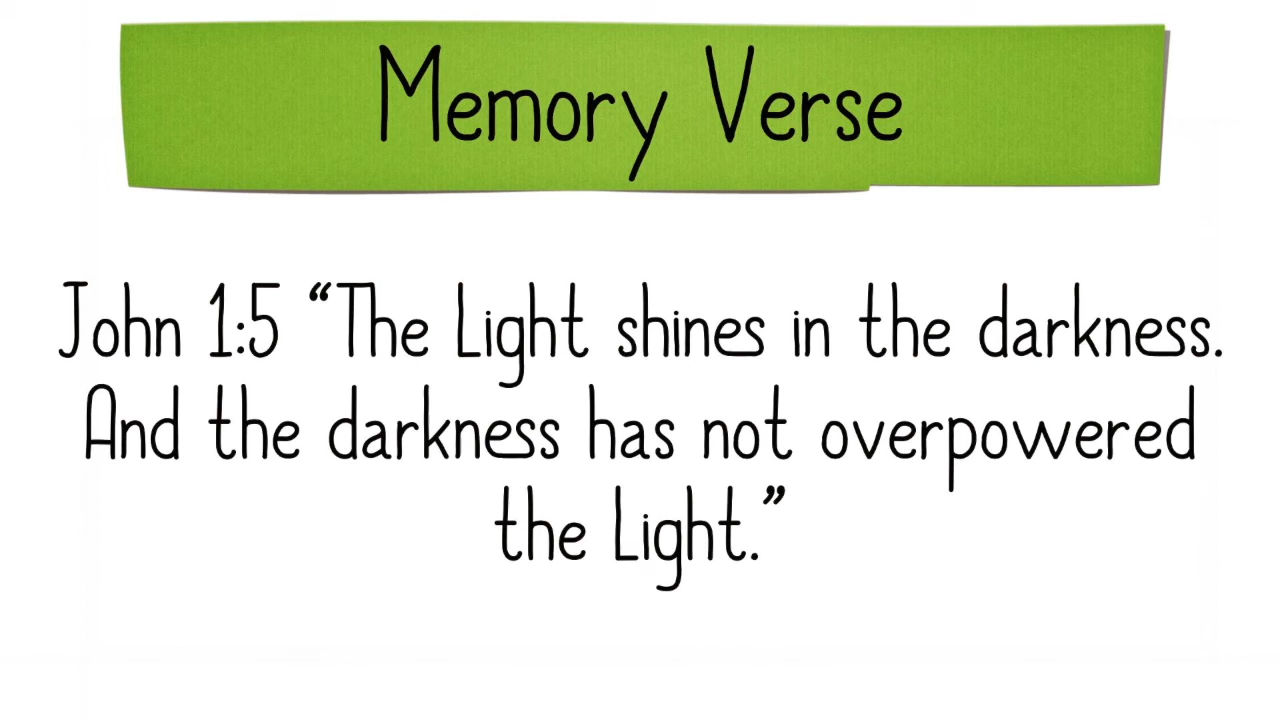 Memory Verse
John 1:5 “The Light shines in the darkness.
And the darkness has not overpowered
the Light.”